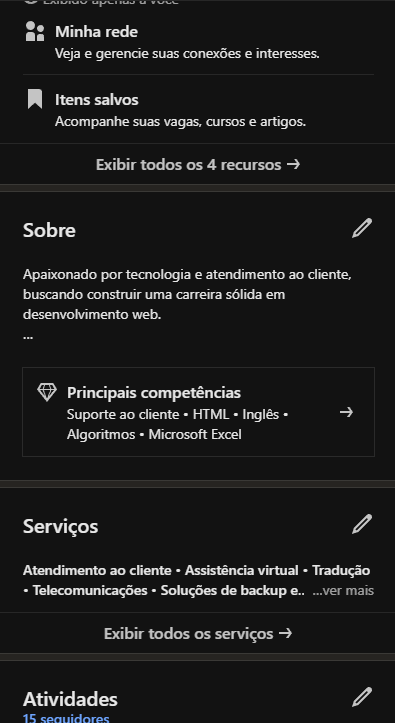 Exibido apenas a você
Minha rede
Veja e gerencie suas conexões e interesses.
Itens salvos
Acompanhe suas vagas, cursos e artigos.
Exibir todos os 4 recursos →
Sobre
Apaixonado por tecnologia e atendimento ao cliente,
buscando construir uma carreira sólida em
desenvolvimento web.
...
Principais competências
Suporte ao cliente • HTML • Inglês •
Algoritmos • Microsoft Excel
Serviços
Atendimento ao cliente • Assistência virtual • Tradução
• Telecomunicações • Soluções de backup e.. ...ver mais
Exibir todos os serviços →
Atividades
15 seguidores